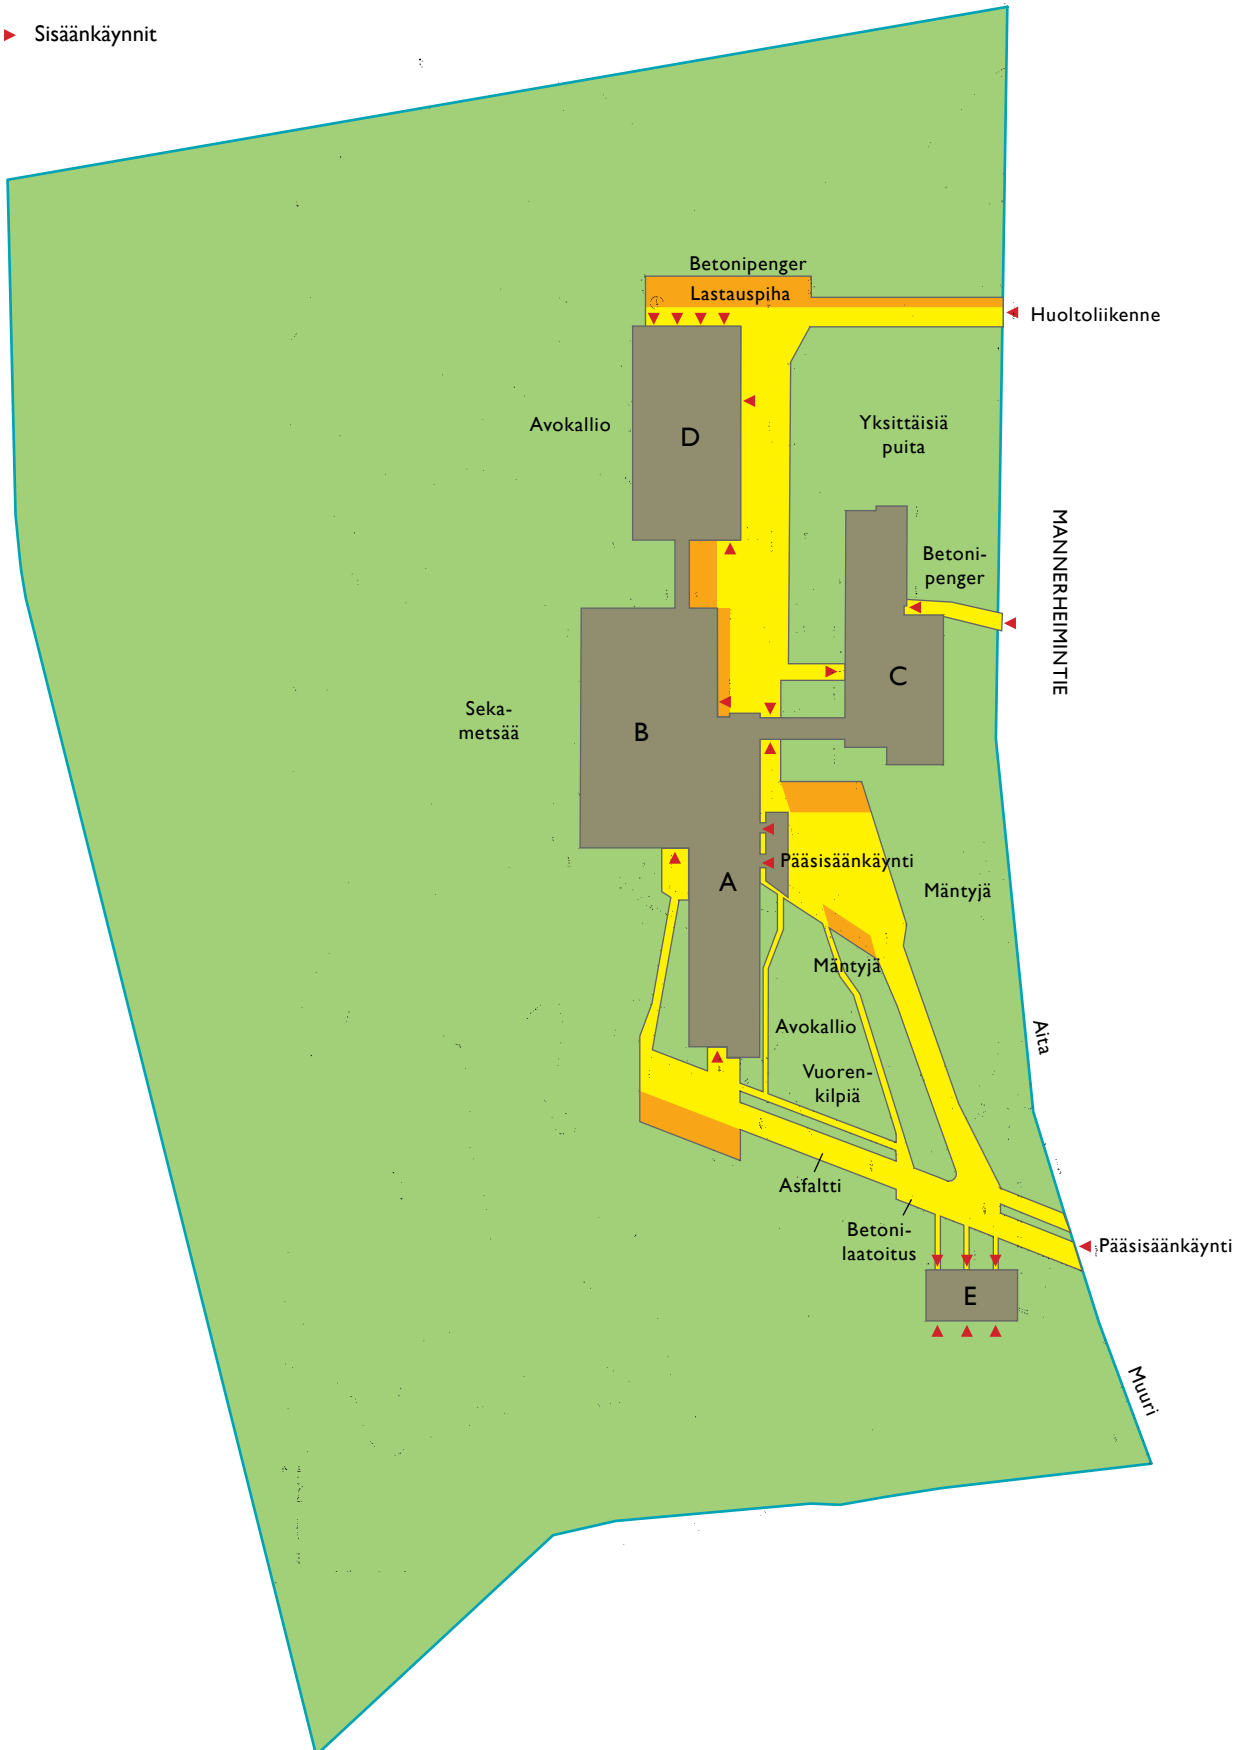 Sisäänkäynnit
Betonipenger
Lastauspiha
Huoltoliikenne
Avokallio
D
Yksittäisiä
puita
MANNERHEIMINTIE
Betoni-
penger
C
Seka-
metsää
B
Pääsisäänkäynti
A
Mäntyjä
Mäntyjä
Avokallio
Aita
Vuoren-
kilpiä
Asfaltti
Betoni-
laatoitus
Pääsisäänkäynti
E
Muuri